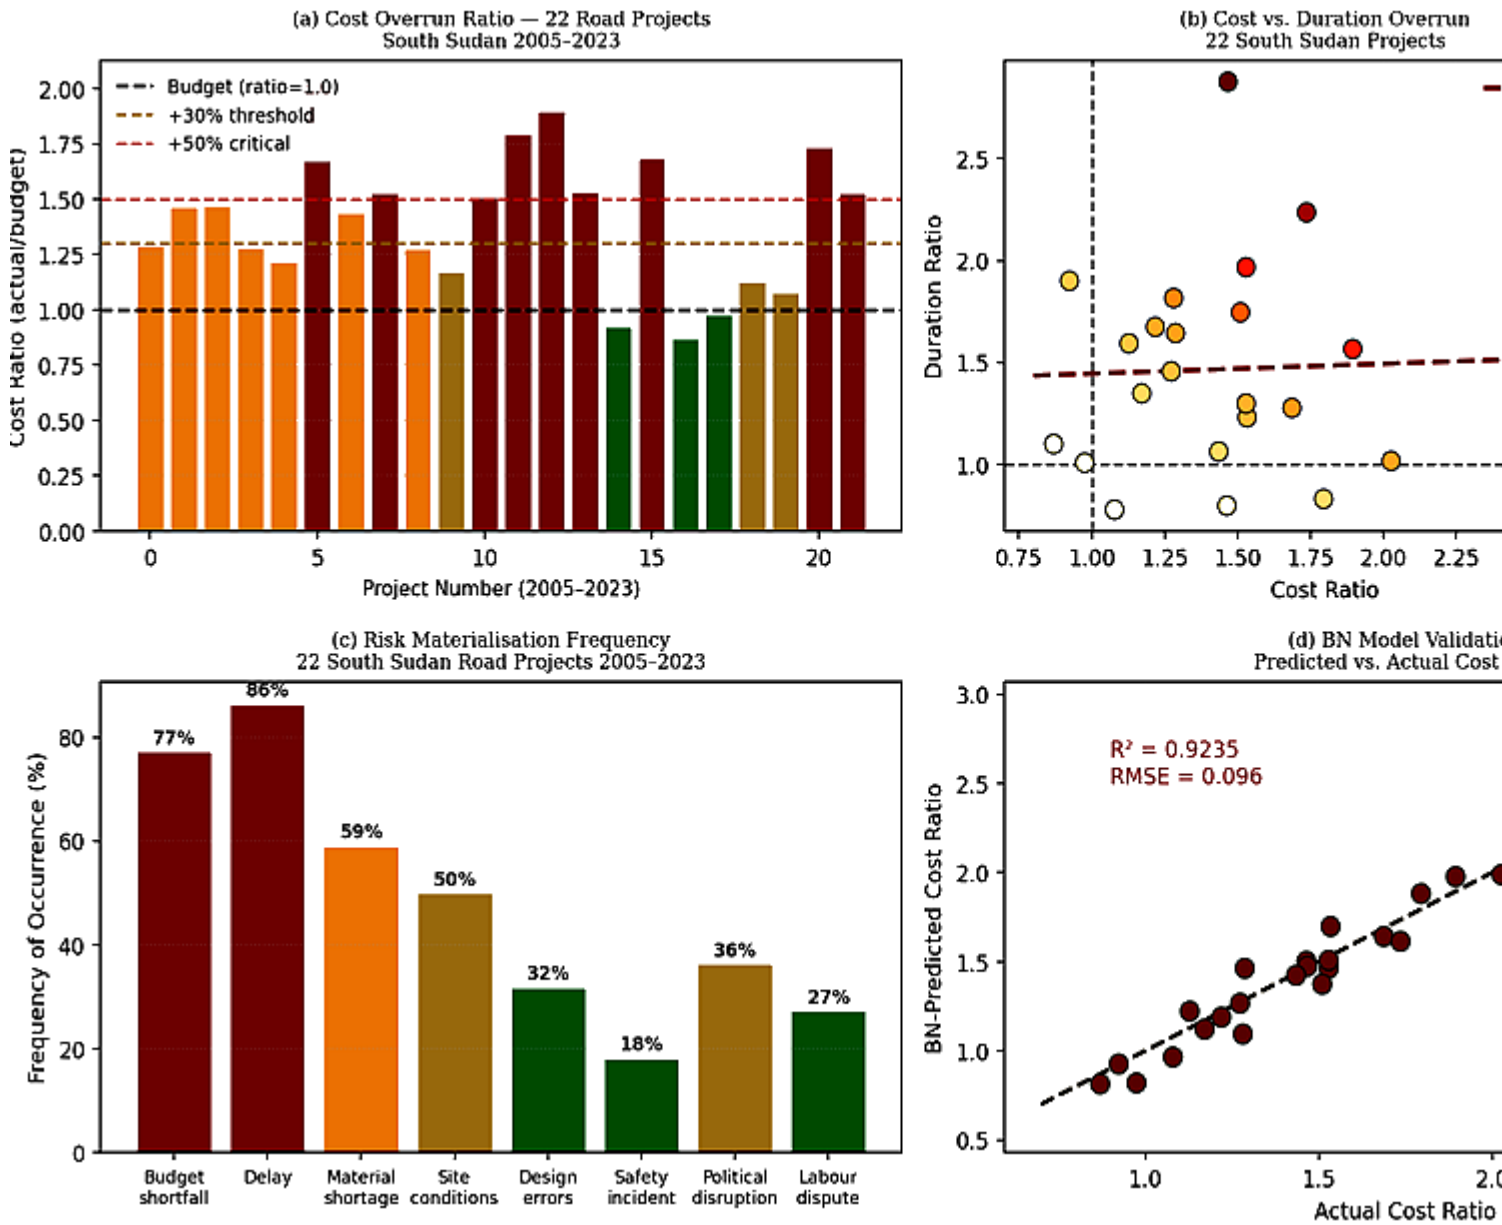 (a) Cost Overrun Ratio — 22 Road Projects
South Sudan 2005–2023
Budget (ratio=1.0)
+30% threshold
+50% critical
Cost Ratio (actual/budget)
2.00
1.75
1.50
1.25
1.00
0.75
0.50
0.25
0.00
0 5 10 15 20
Project Number (2005–2023)
(b) Cost vs. Duration Overrun
22 South Sudan Projects
Duration Ratio
2.5
2.0
1.5
1.0
0.75 1.00 1.25 1.50 1.75 2.00 2.25
Cost Ratio
(c) Risk Materialisation Frequency
22 South Sudan Road Projects 2005–2023
Frequency of Occurrence (%)
80
60
40
20
0
77% 86% 59% 50% 32% 18% 36% 27%
Budget shortfall
Delay
Material shortage
Site conditions
Design errors
Safety incident
Political disruption
Labour dispute
(d) BN Model Validati
Predicted vs. Actual Cost
R² = 0.9235
RMSE = 0.096
BN-Predicted Cost Ratio
3.0
2.5
2.0
1.5
1.0
0.5
1.0 1.5 2.0
Actual Cost Ratio